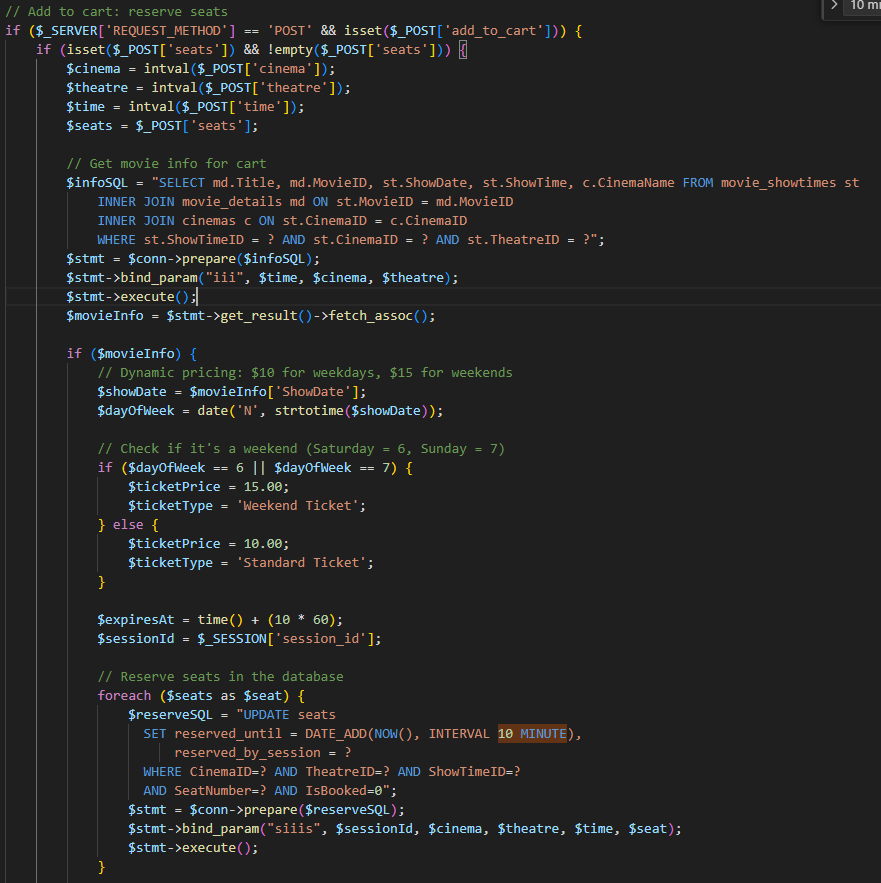 10 mi
// Add to cart: reserve seats
if ($_SERVER['REQUEST_METHOD'] == 'POST' && isset($_POST['add_to_cart'])) {
    if (isset($_POST['seats']) && !empty($_POST['seats'])) {
        $cinema = intval($_POST['cinema']);
        $theatre = intval($_POST['theatre']);
        $time = intval($_POST['time']);
        $seats = $_POST['seats'];
        // Get movie info for cart
        $infoSQL = "SELECT md.Title, md.MovieID, st.ShowDate, st.ShowTime, c.CinemaName FROM movie_showtimes st
            INNER JOIN movie_details md ON st.MovieID = md.MovieID
            INNER JOIN cinemas c ON st.CinemaID = c.CinemaID
            WHERE st.ShowTimeID = ? AND st.CinemaID = ? AND st.TheatreID = ?";
        $stmt = $conn->prepare($infoSQL);
        $stmt->bind_param("iii", $time, $cinema, $theatre);
        $stmt->execute();
        $movieInfo = $stmt->get_result()->fetch_assoc();
        if ($movieInfo) {
            // Dynamic pricing: $10 for weekdays, $15 for weekends
            $showDate = $movieInfo['ShowDate'];
            $dayOfWeek = date('N', strtotime($showDate));
            // Check if it's a weekend (Saturday = 6, Sunday = 7)
            if ($dayOfWeek == 6 || $dayOfWeek == 7) {
                $ticketPrice = 15.00;
                $ticketType = 'Weekend Ticket';
            } else {
                $ticketPrice = 10.00;
                $ticketType = 'Standard Ticket';
            }
            $expiresAt = time() + (10 * 60);
            $sessionId = $_SESSION['session_id'];
            // Reserve seats in the database
            foreach ($seats as $seat) {
                $reserveSQL = "UPDATE seats
                  SET reserved_until = DATE_ADD(NOW(), INTERVAL 10 MINUTE),
                      reserved_by_session = ?
                  WHERE CinemaID=? AND TheatreID=? AND ShowTimeID=?
                  AND SeatNumber=? AND IsBooked=0";
                $stmt = $conn->prepare($reserveSQL);
                $stmt->bind_param("siiis", $sessionId, $cinema, $theatre, $time, $seat);
                $stmt->execute();
            }